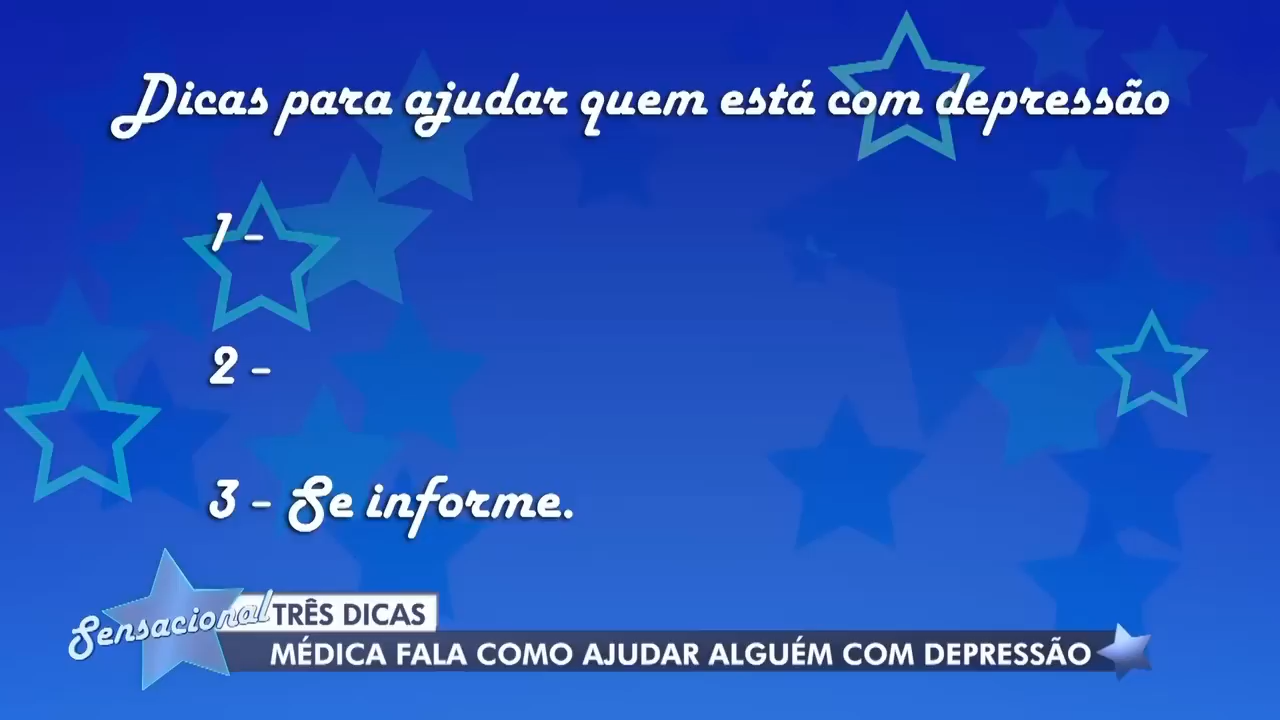 Dicas para ajudar quem está com depressão
1 -
2 -
3 - Se informe.
Sensacional
TRÊS DICAS
MÉDICA FALA COMO AJUDAR ALGUÉM COM DEPRESSÃO